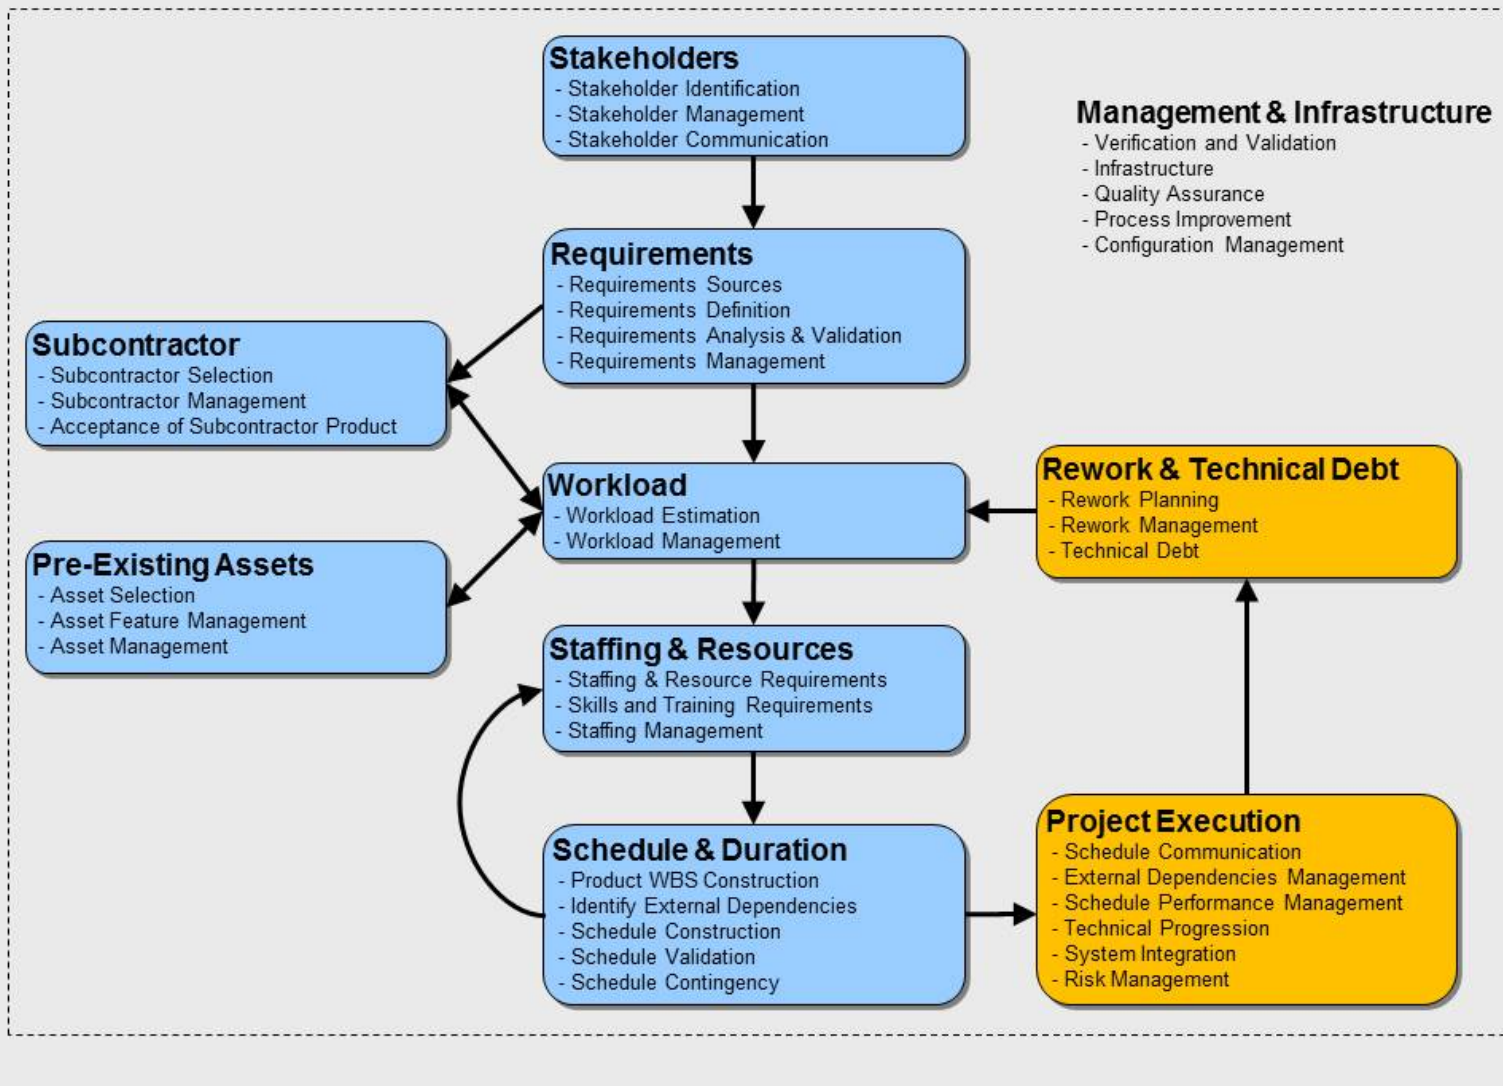 Stakeholders
- Stakeholder Identification
- Stakeholder Management
- Stakeholder Communication
Management & Infrastructure
- Verification and Validation
- Infrastructure
- Quality Assurance
- Process Improvement
- Configuration Management
Requirements
- Requirements Sources
- Requirements Definition
- Requirements Analysis & Validation
- Requirements Management
Subcontractor
- Subcontractor Selection
- Subcontractor Management
- Acceptance of Subcontractor Product
Workload
- Workload Estimation
- Workload Management
Rework & Technical Debt
- Rework Planning
- Rework Management
- Technical Debt
Pre-Existing Assets
- Asset Selection
- Asset Feature Management
- Asset Management
Staffing & Resources
- Staffing & Resource Requirements
- Skills and Training Requirements
- Staffing Management
Schedule & Duration
- Product WBS Construction
- Identify External Dependencies
- Schedule Construction
- Schedule Validation
- Schedule Contingency
Project Execution
- Schedule Communication
- External Dependencies Management
- Schedule Performance Management
- Technical Progression
- System Integration
- Risk Management